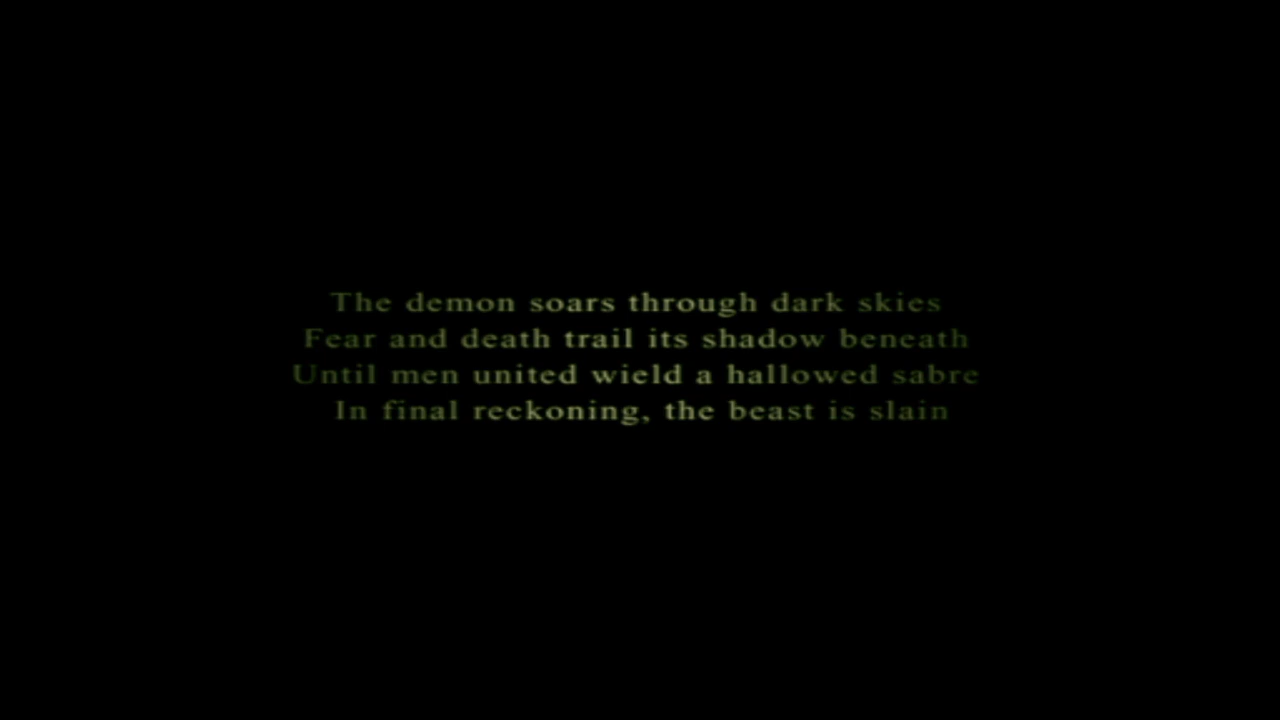 The demon soars through dark skies
Fear and death trail its shadow beneath
Until men united wield a hallowed sabre
In final reckoning, the beast is slain